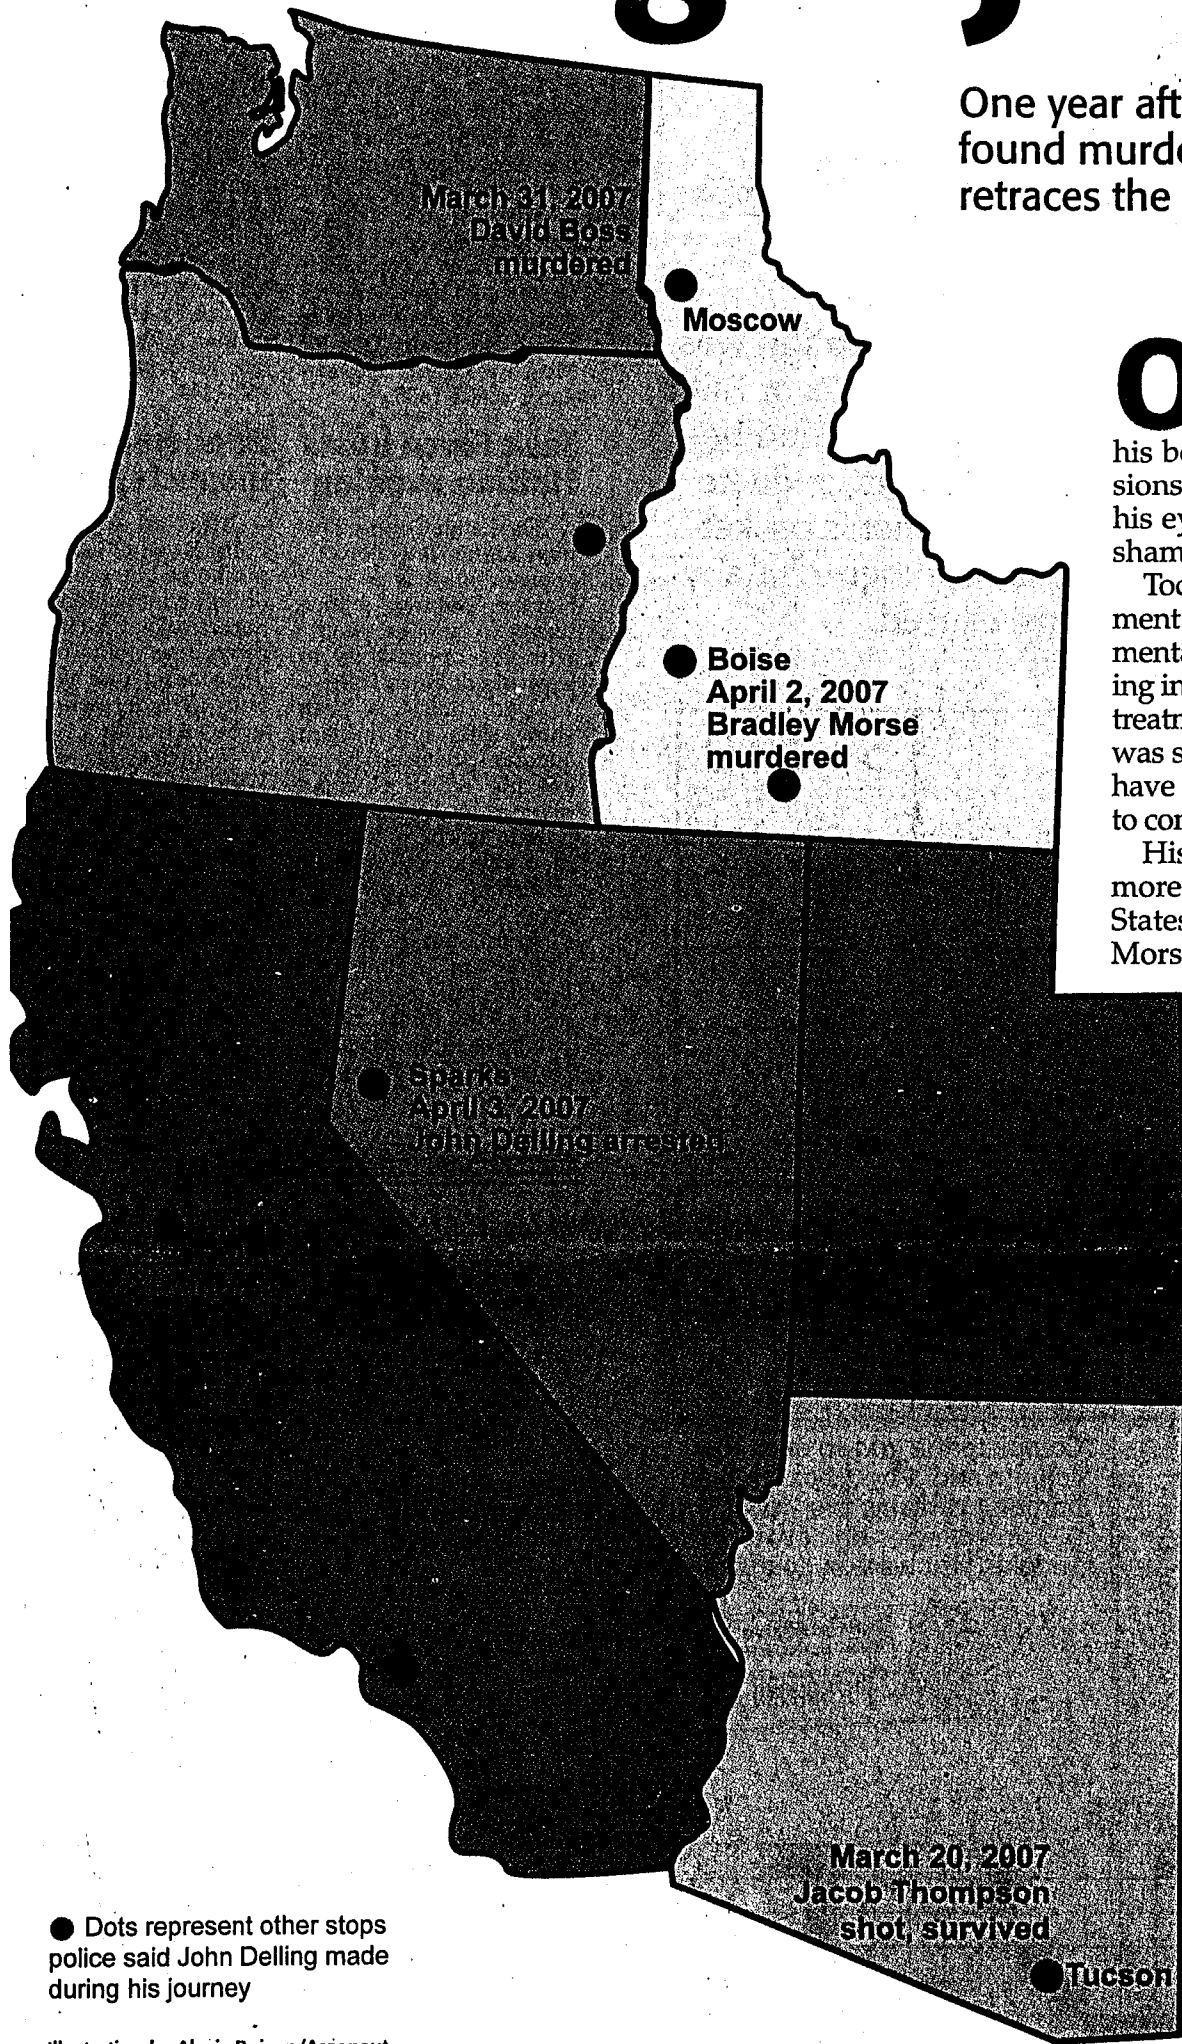 One year aft
found murde
retraces the
March 31, 2007
David Boss
murdered
Moscow
Boise
April 2, 2007
Bradley Morse
murdered
Sparks
April 3, 2007
John Delling arrested
March 20, 2007
Jacob Thompson
shot, survived
Tucson
Dots represent other stops
police said John Delling made
during his journey
O
his be
sions
his ey
sham
Too
ment
menta
ing in
treatn
was s
have
to con
His
more
States
Mors